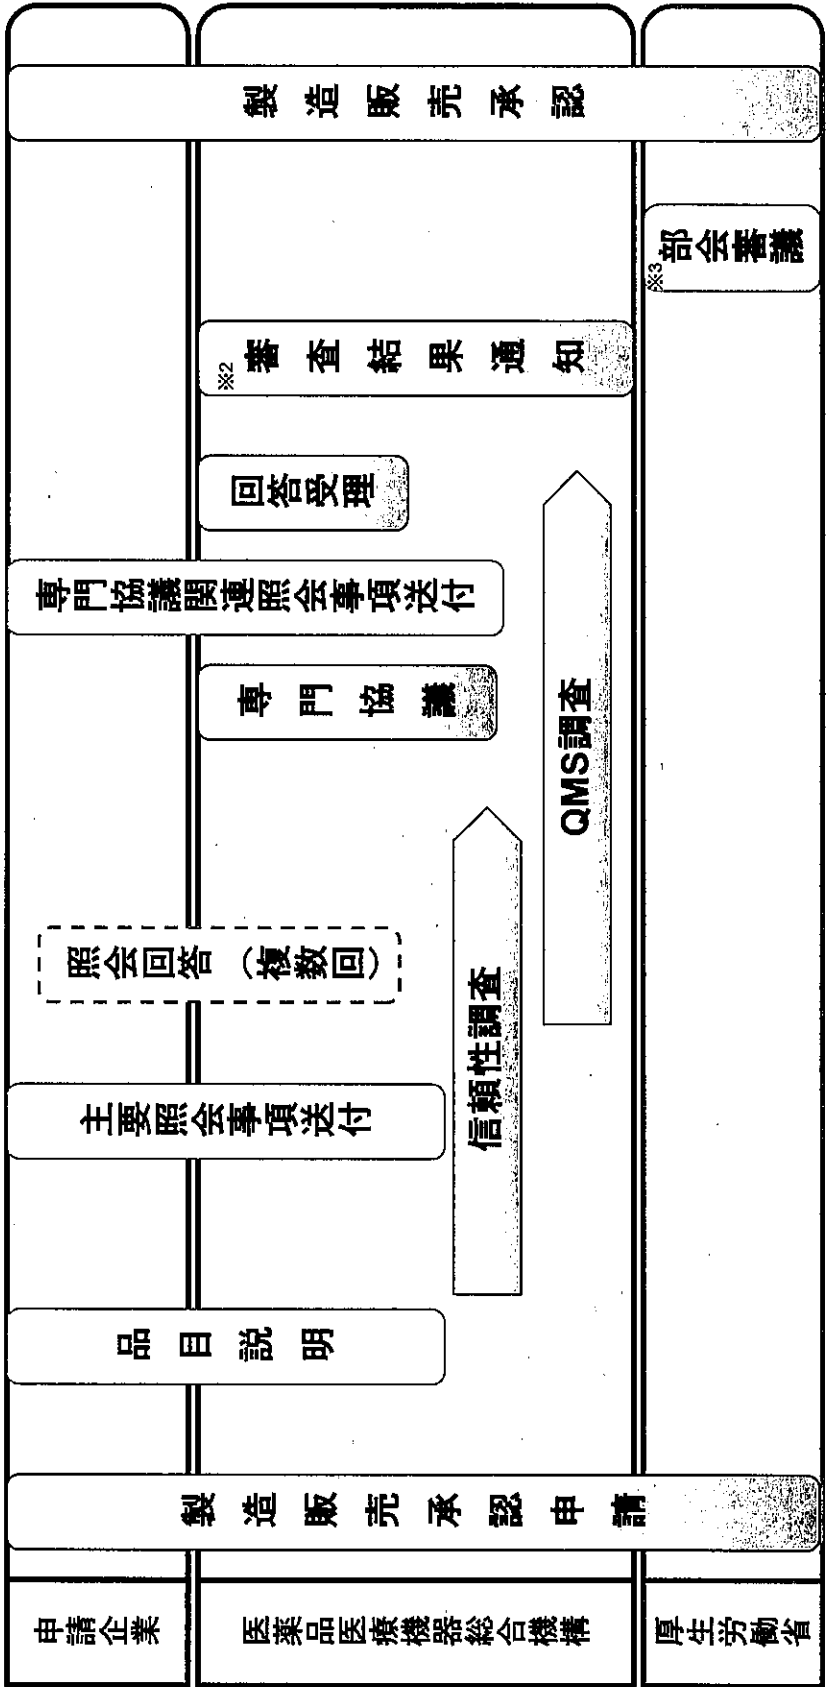 申請企業
医薬品医療機器総合機構
厚生労働省
製造販売承認申請
品目説明
主要照会事項送付
照会回答（複数回）
信頼性調査
QMS調査
専門協議
専門協議関連照会事項送付
回答受理
※2
審査結果通知
※3
部会審議
製造販売承認